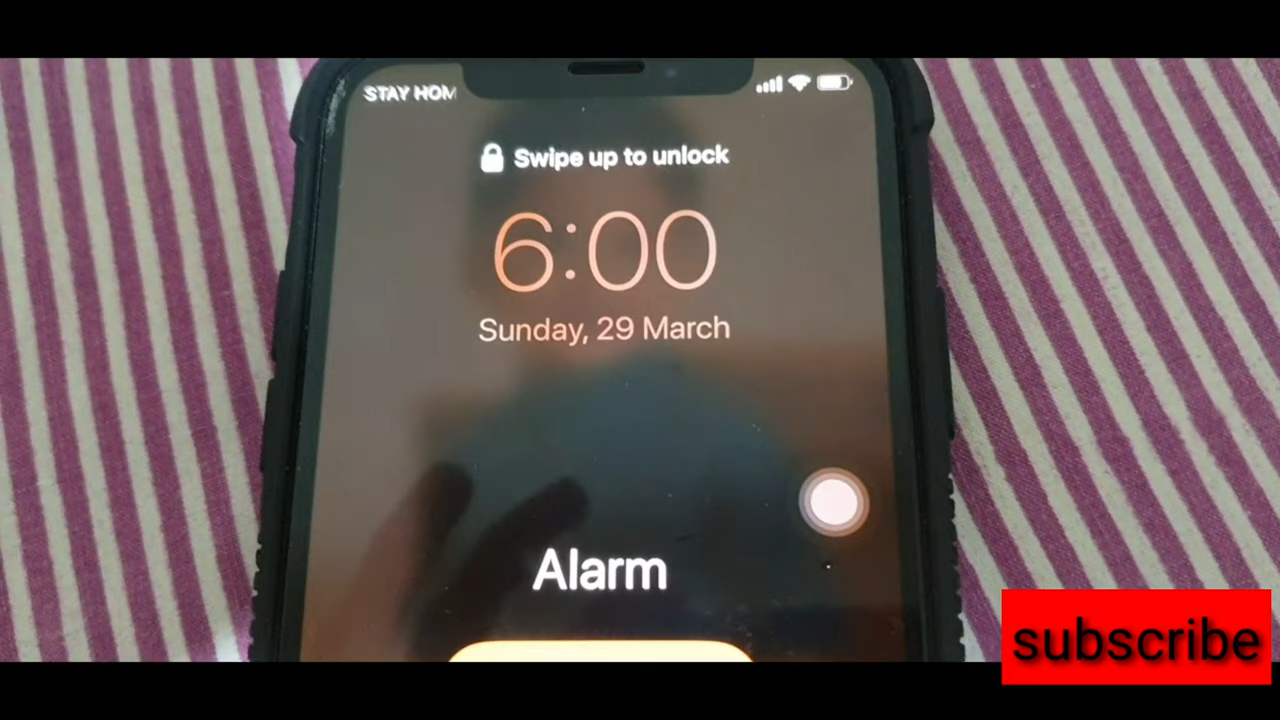 STAY HOM
Swipe up to unlock
6:00
Sunday, 29 March
Alarm
subscribe